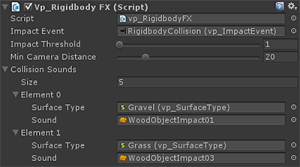 Vp_Rigidbody FX (Script)
Script vp_RigidbodyFX
Impact Event RigidbodyCollision (vp_ImpactEvent)
Impact Threshold 1
Min Camera Distance 20
Collision Sounds
Size 5
Element 0
Surface Type Gravel (vp_SurfaceType)
Sound WoodObjectImpact01
Element 1
Surface Type Grass (vp_SurfaceType)
Sound WoodObjectImpact03